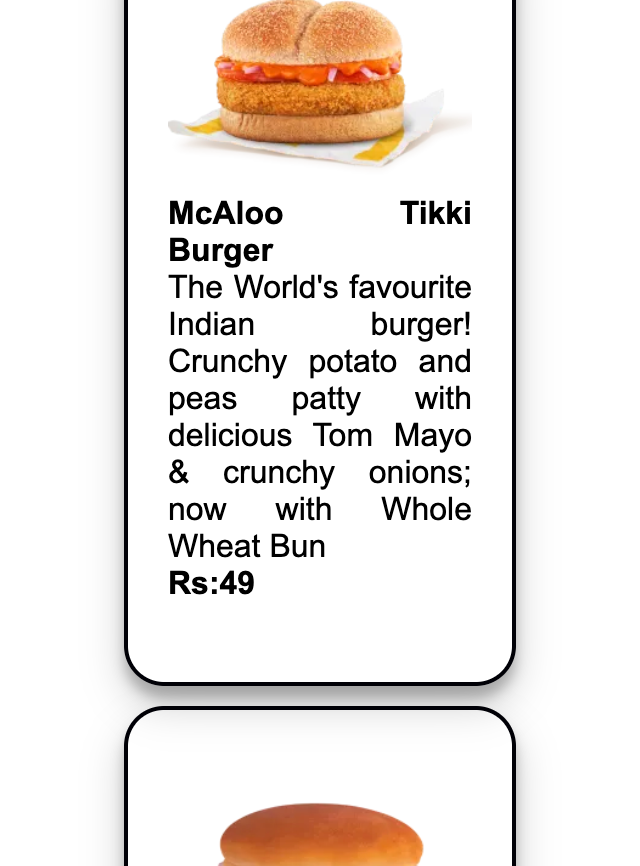 McAloo Tikki
Burger
The World's favourite
Indian burger!
Crunchy potato and
peas patty with
delicious Tom Mayo
& crunchy onions;
now with Whole
Wheat Bun
Rs:49